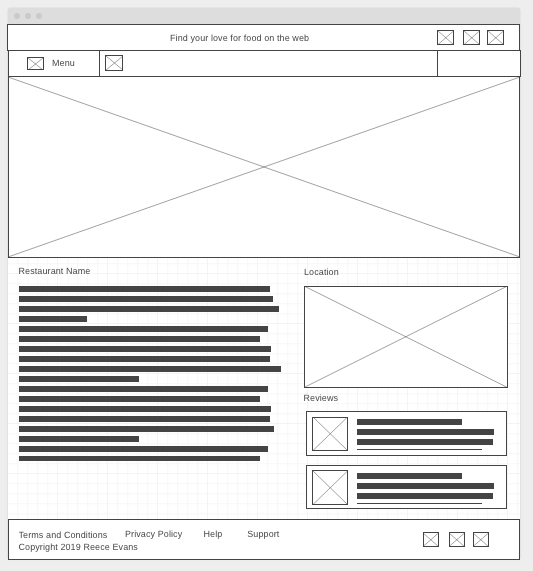 Find your love for food on the web
Menu
Restaurant Name
Location
Reviews
Terms and Conditions Privacy Policy Help Support
Copyright 2019 Reece Evans